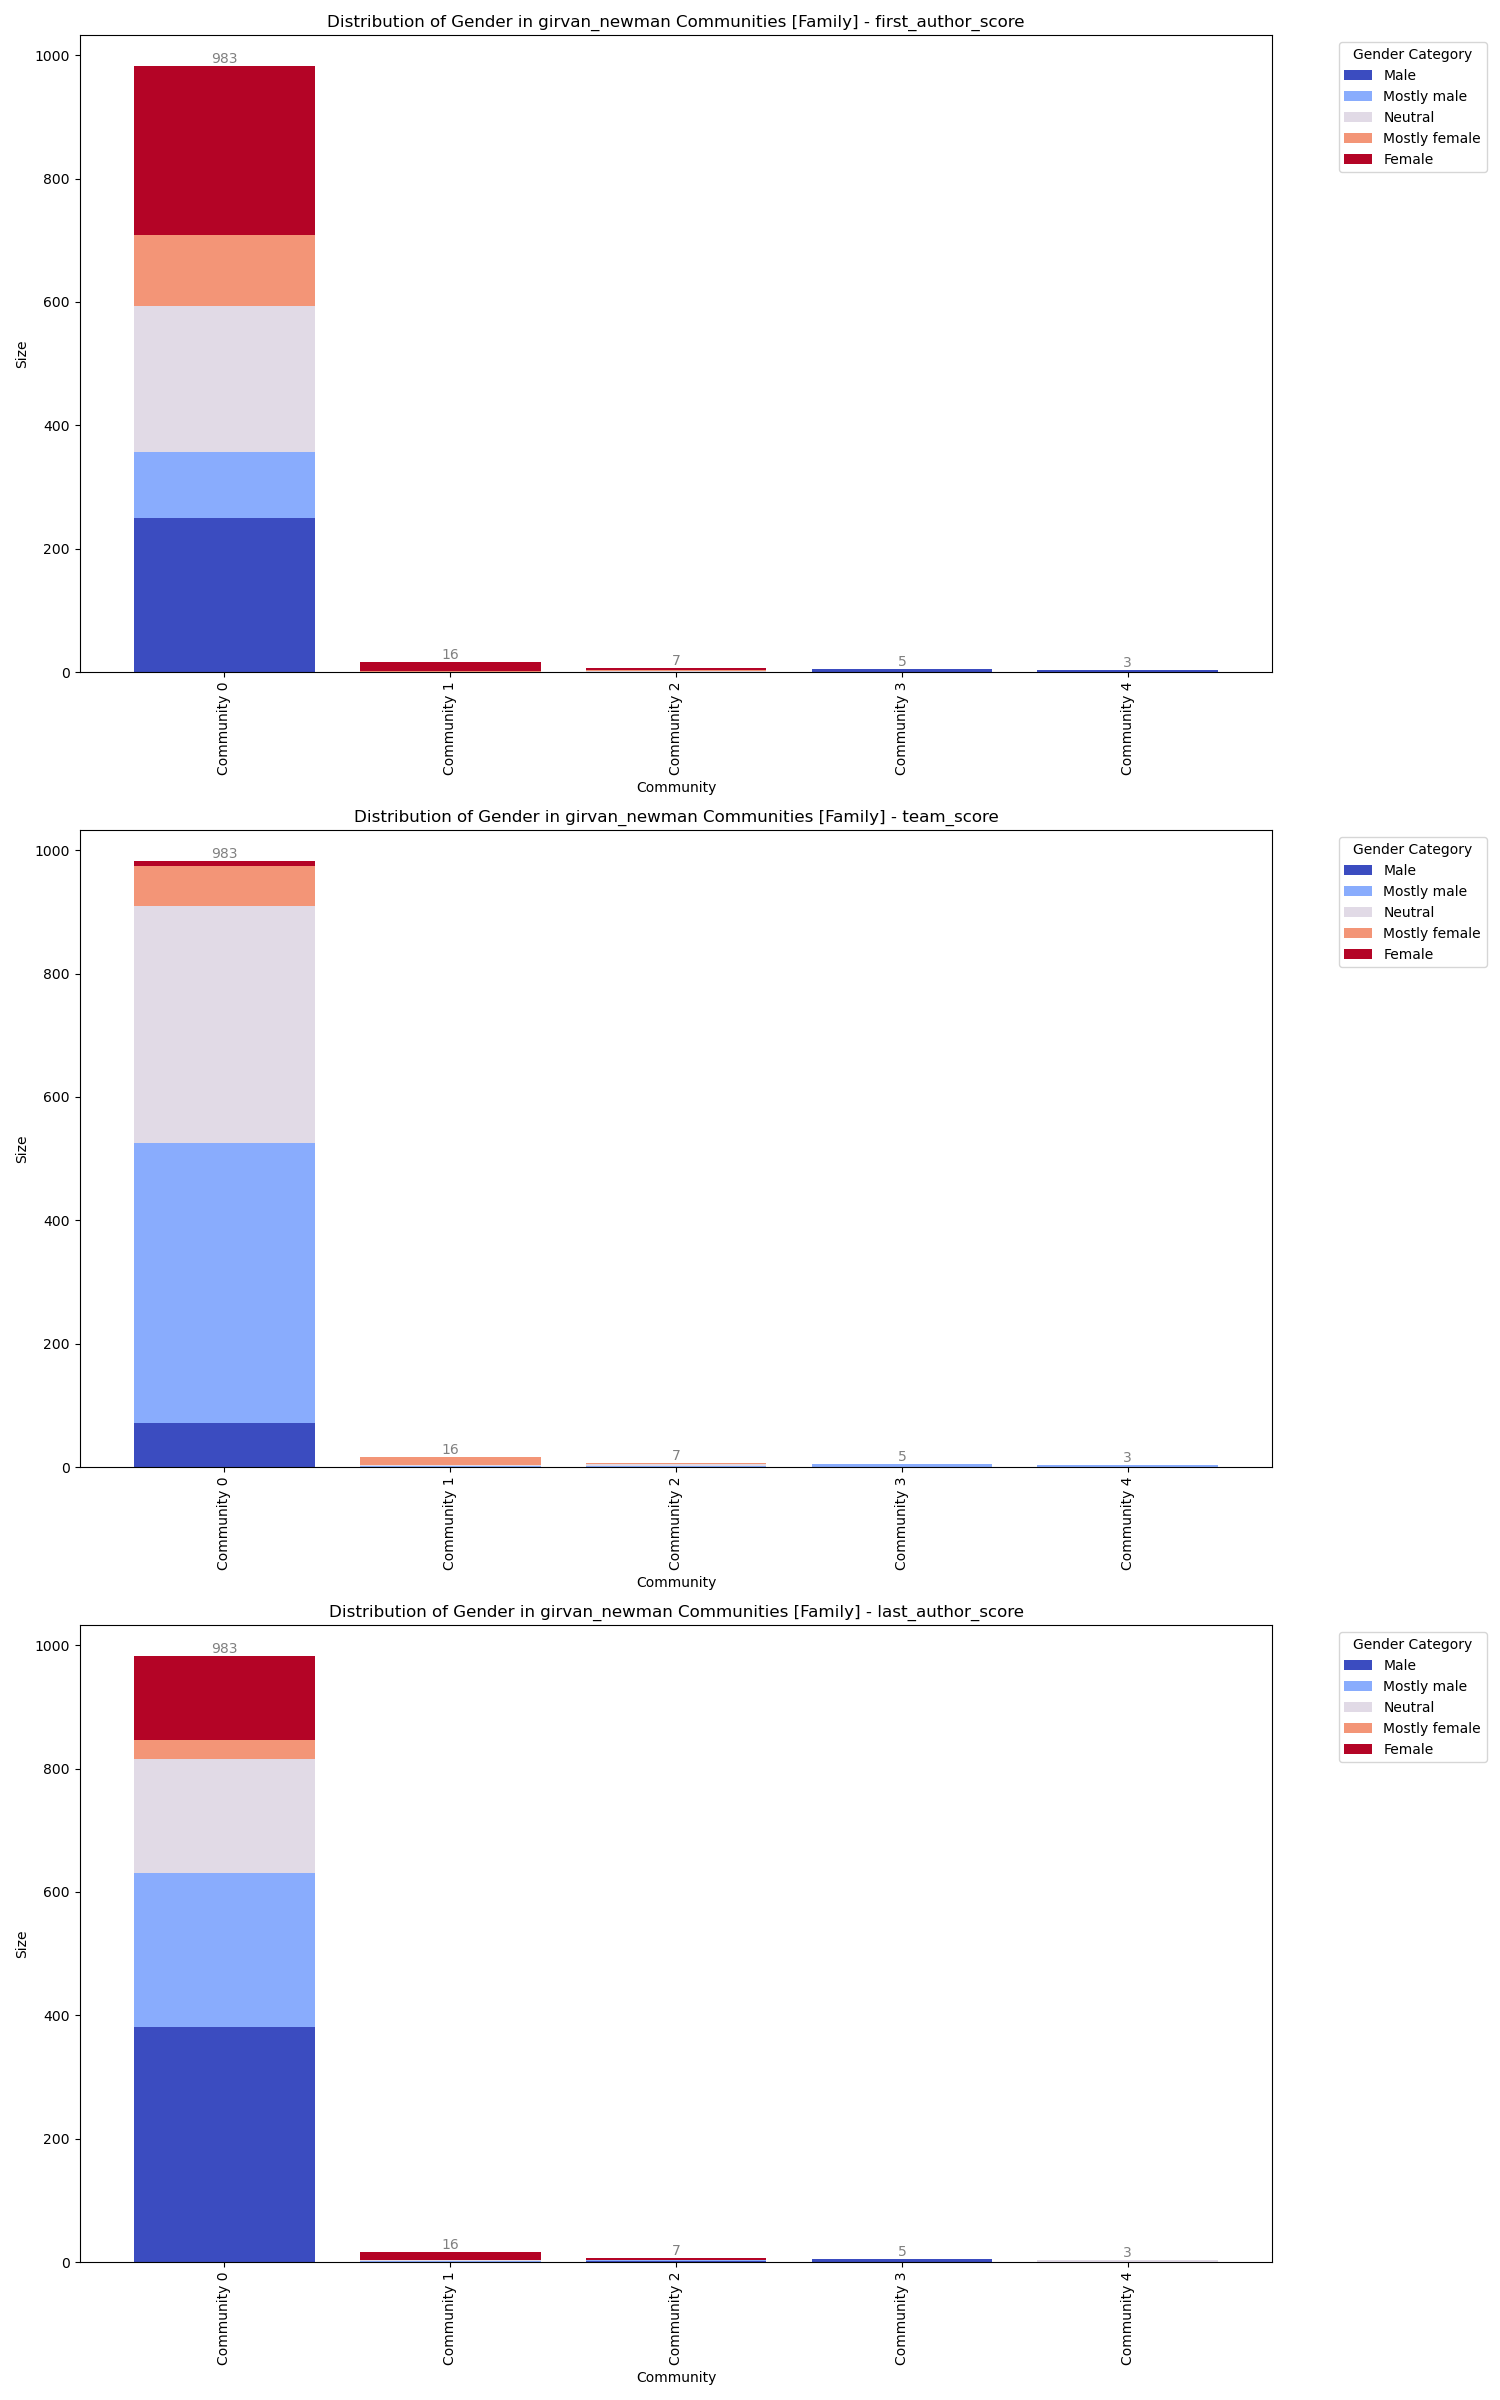 Distribution of Gender in girvan_newman Communities [Family] - first_author_score
1000
800
600
400
200
0
Size
983
16
7
5
3
Community 0
Community 1
Community 2
Community 3
Community 4
Community
Gender Category
Male
Mostly male
Neutral
Mostly female
Female
Distribution of Gender in girvan_newman Communities [Family] - team_score
1000
800
600
400
200
0
Size
983
16
7
5
3
Community 0
Community 1
Community 2
Community 3
Community 4
Community
Gender Category
Male
Mostly male
Neutral
Mostly female
Female
Distribution of Gender in girvan_newman Communities [Family] - last_author_score
1000
800
600
400
200
0
Size
983
16
7
5
3
Community 0
Community 1
Community 2
Community 3
Community 4
Community
Gender Category
Male
Mostly male
Neutral
Mostly female
Female